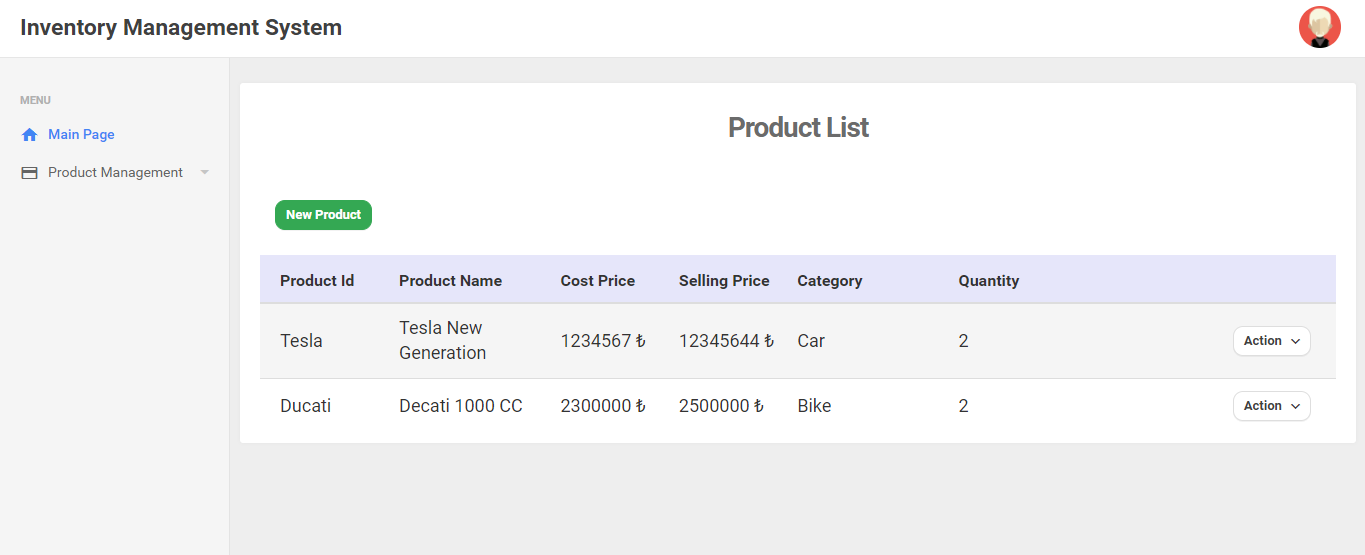 Inventory Management System
MENU
Main Page
Product Management
Product List
New Product
Product Id Product Name Cost Price Selling Price Category Quantity
Tesla Tesla New Generation 1234567 ₺ 12345644 ₺ Car 2 Action
Ducati Decati 1000 CC 2300000 ₺ 2500000 ₺ Bike 2 Action